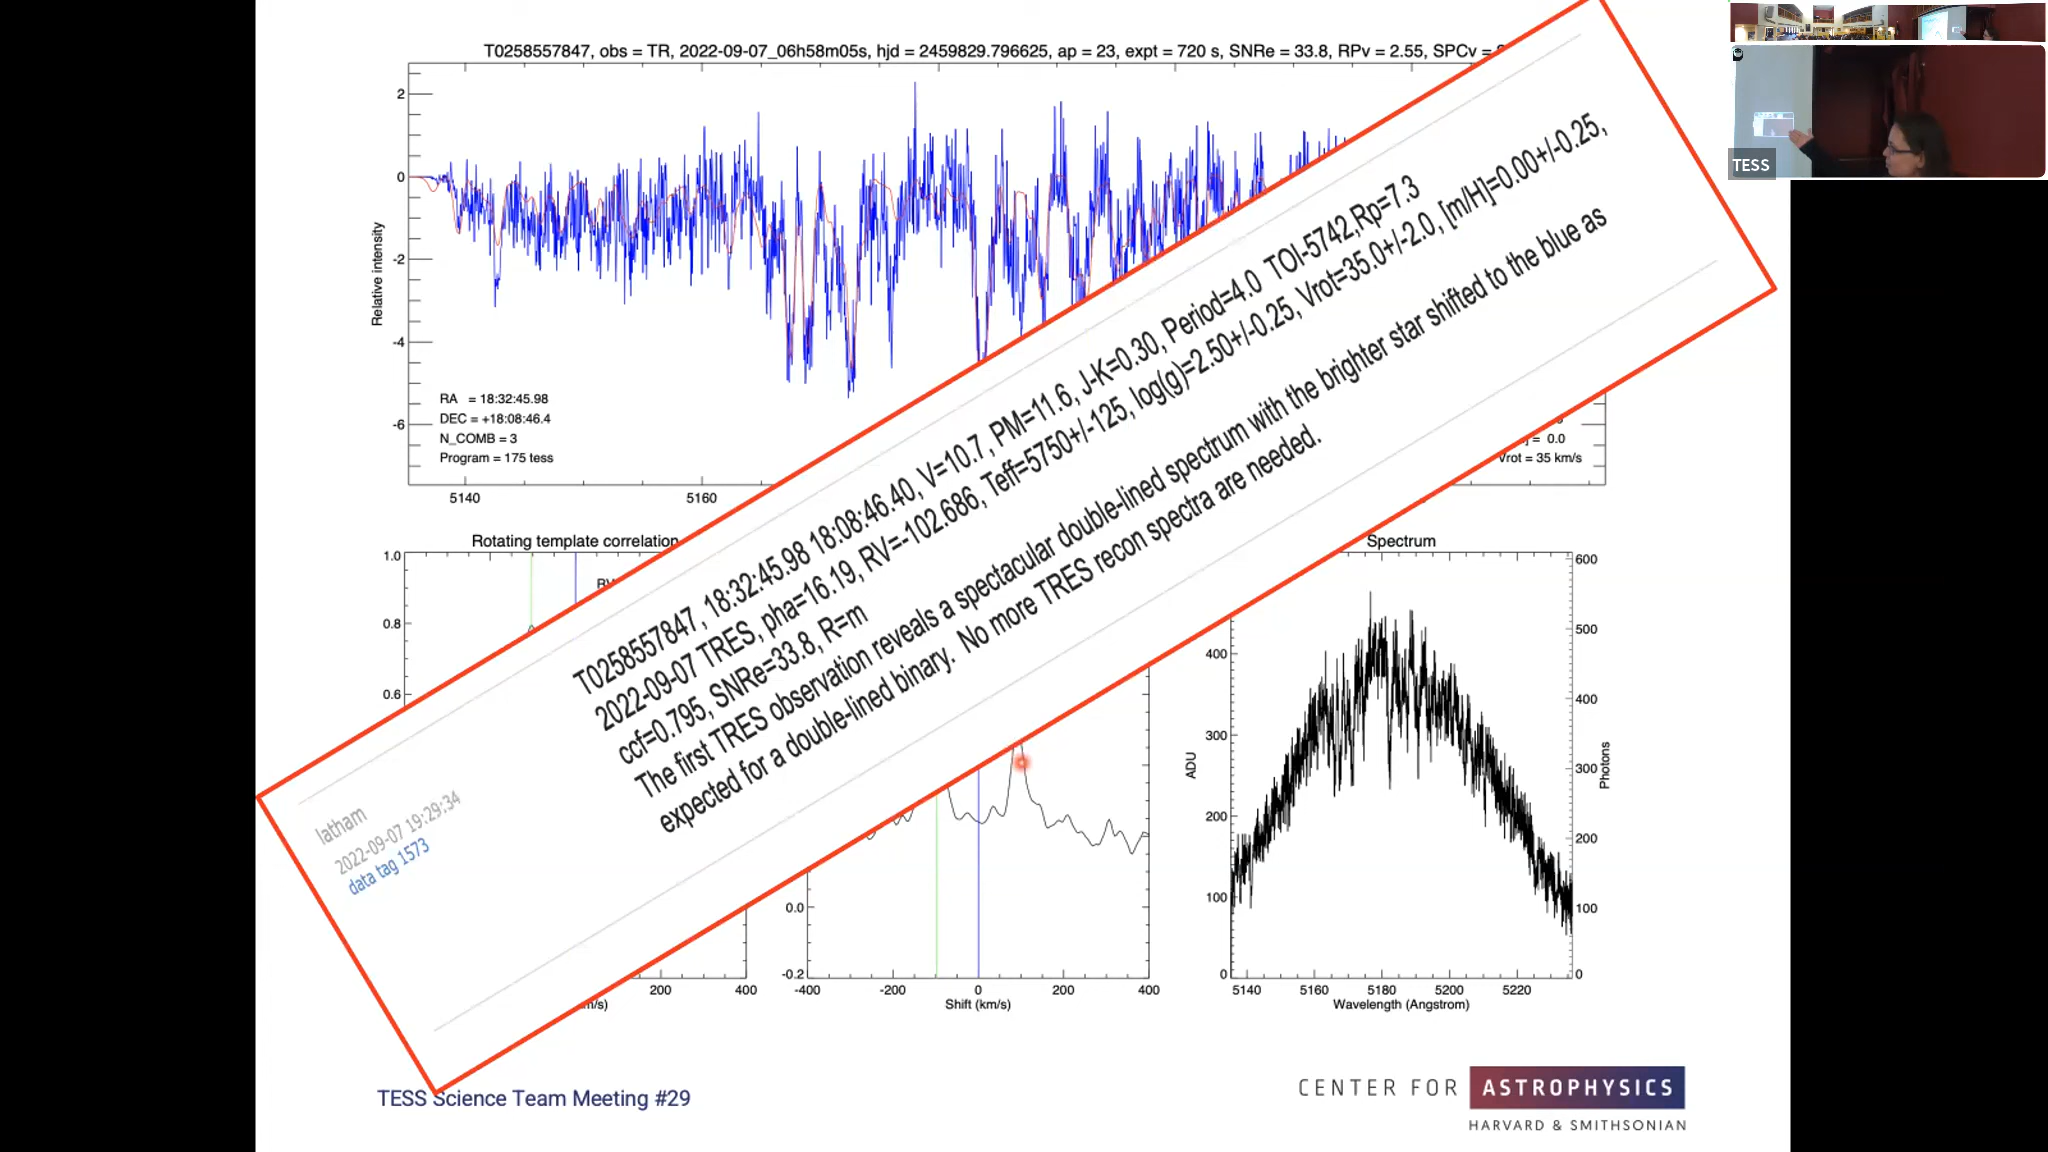 T0258557847, obs = TR, 2022-09-07_06h58m05s, hjd = 2459829.796625, ap = 23, expt = 720 s, SNRe = 33.8, RPv = 2.55, SPCv =
TESS
2
0
-2
-4
-6
Relative intensity
RA = 18:32:45.98
DEC = +18:08:46.4
N_COMB = 3
Program = 175 tess
= 0.0
Vrot = 35 km/s
5140
5160
T0258557847, 18:32:45.98 18:08:46.40, V=10.7, PM=11.6, J-K=0.30, Period=4.0 TOI-5742,Rp=7.3
2022-09-07 TRES, pha=16.19, RV=-102.686, Teff=5750+/-125, log(g)=2.50+/-0.25, Vrot=35.0+/-2.0, [m/H]=0.00+/-0.25,
ccf=0.795, SNRe=33.8, R=m
The first TRES observation reveals a spectacular double-lined spectrum with the brighter star shifted to the blue as
expected for a double-lined binary. No more TRES recon spectra are needed.
latham
2022-09-07 19:29:34
data tag 1573
Rotating template correlation
1.0
0.8
0.6
RV
200
400
m/s)
0.0
-0.2
-400
-200
0
200
400
Shift (km/s)
Spectrum
400
300
200
100
0
ADU
600
500
400
300
200
100
0
Photons
5140
5160
5180
5200
5220
Wavelength (Angstrom)
TESS Science Team Meeting #29
CENTER FOR ASTROPHYSICS
HARVARD & SMITHSONIAN